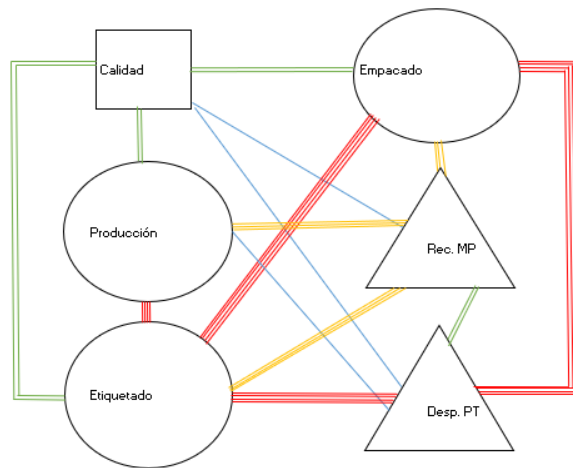 Calidad
Empacado
Producción
Rec. MP
Etiquetado
Desp. PT